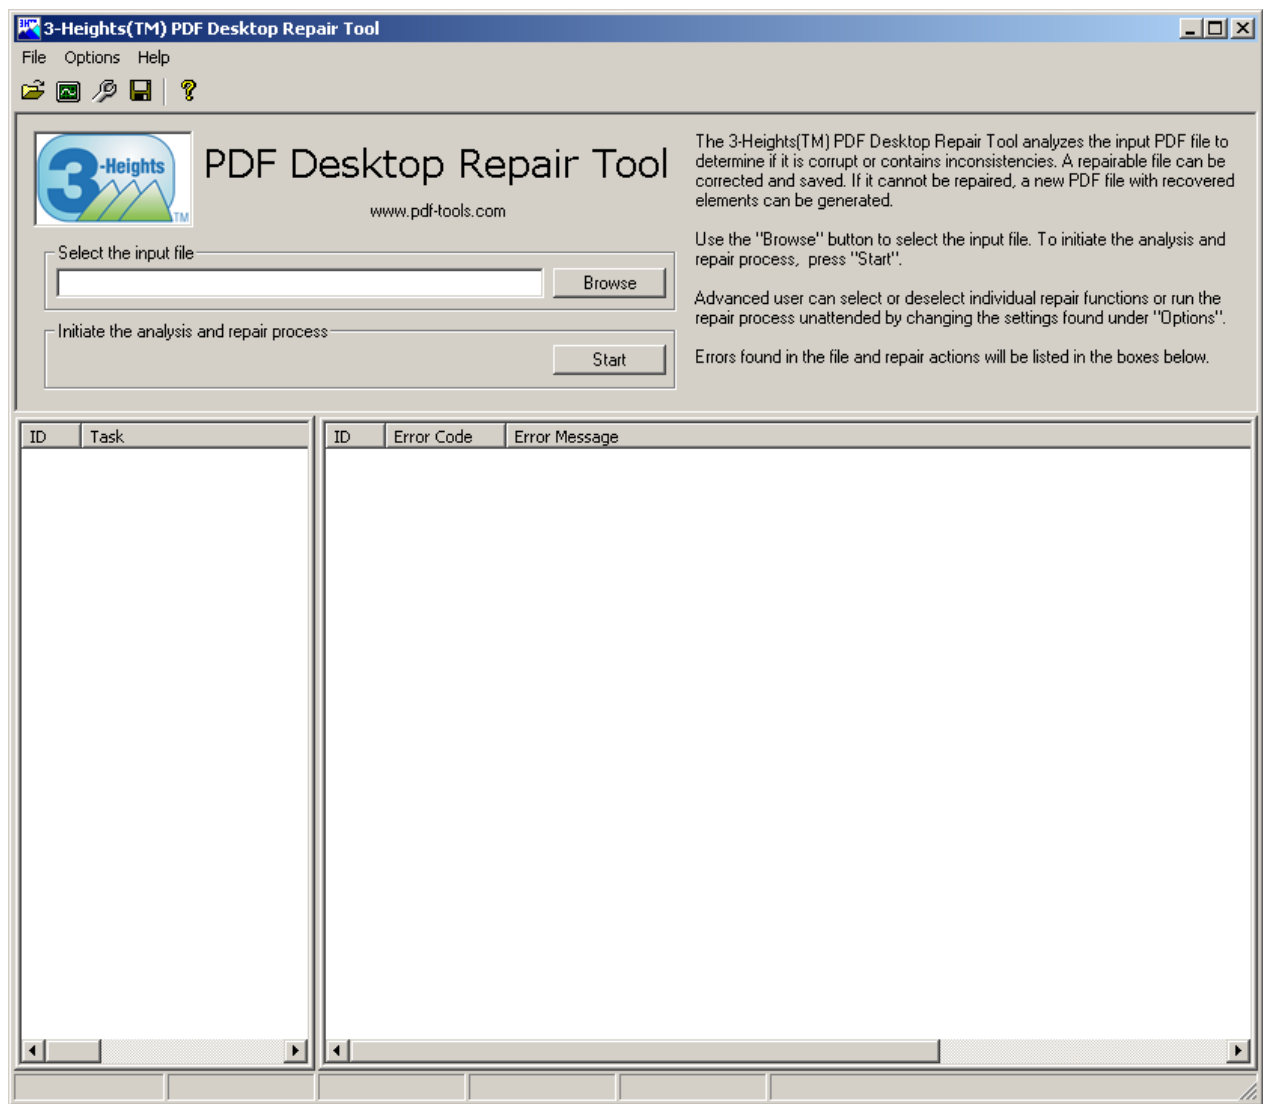 3-Heights(TM) PDF Desktop Repair Tool
File Options Help
3-Heights TM
PDF Desktop Repair Tool
www.pdf-tools.com
Select the input file
Browse
Initiate the analysis and repair process
Start
The 3-Heights(TM) PDF Desktop Repair Tool analyzes the input PDF file to
determine if it is corrupt or contains inconsistencies. A repairable file can be
corrected and saved. If it cannot be repaired, a new PDF file with recovered
elements can be generated.
Use the "Browse" button to select the input file. To initiate the analysis and
repair process, press "Start".
Advanced user can select or deselect individual repair functions or run the
repair process unattended by changing the settings found under "Options".
Errors found in the file and repair actions will be listed in the boxes below.
ID Task
ID Error Code Error Message